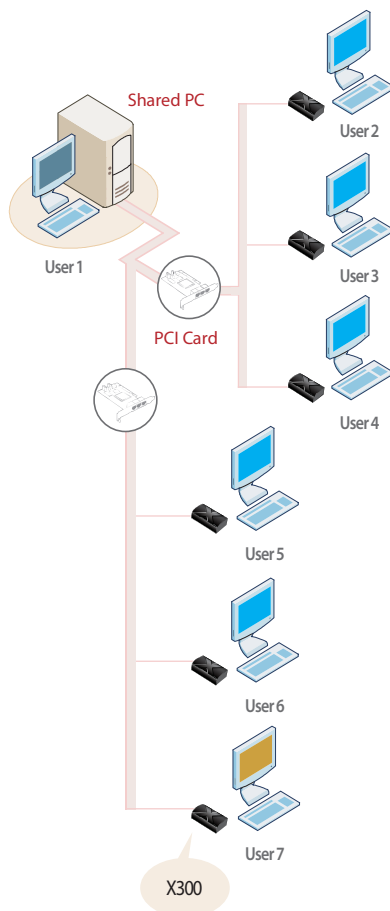 Shared PC
User 2
User 1
User 3
PCI Card
User 4
User 5
User 6
User 7
X300